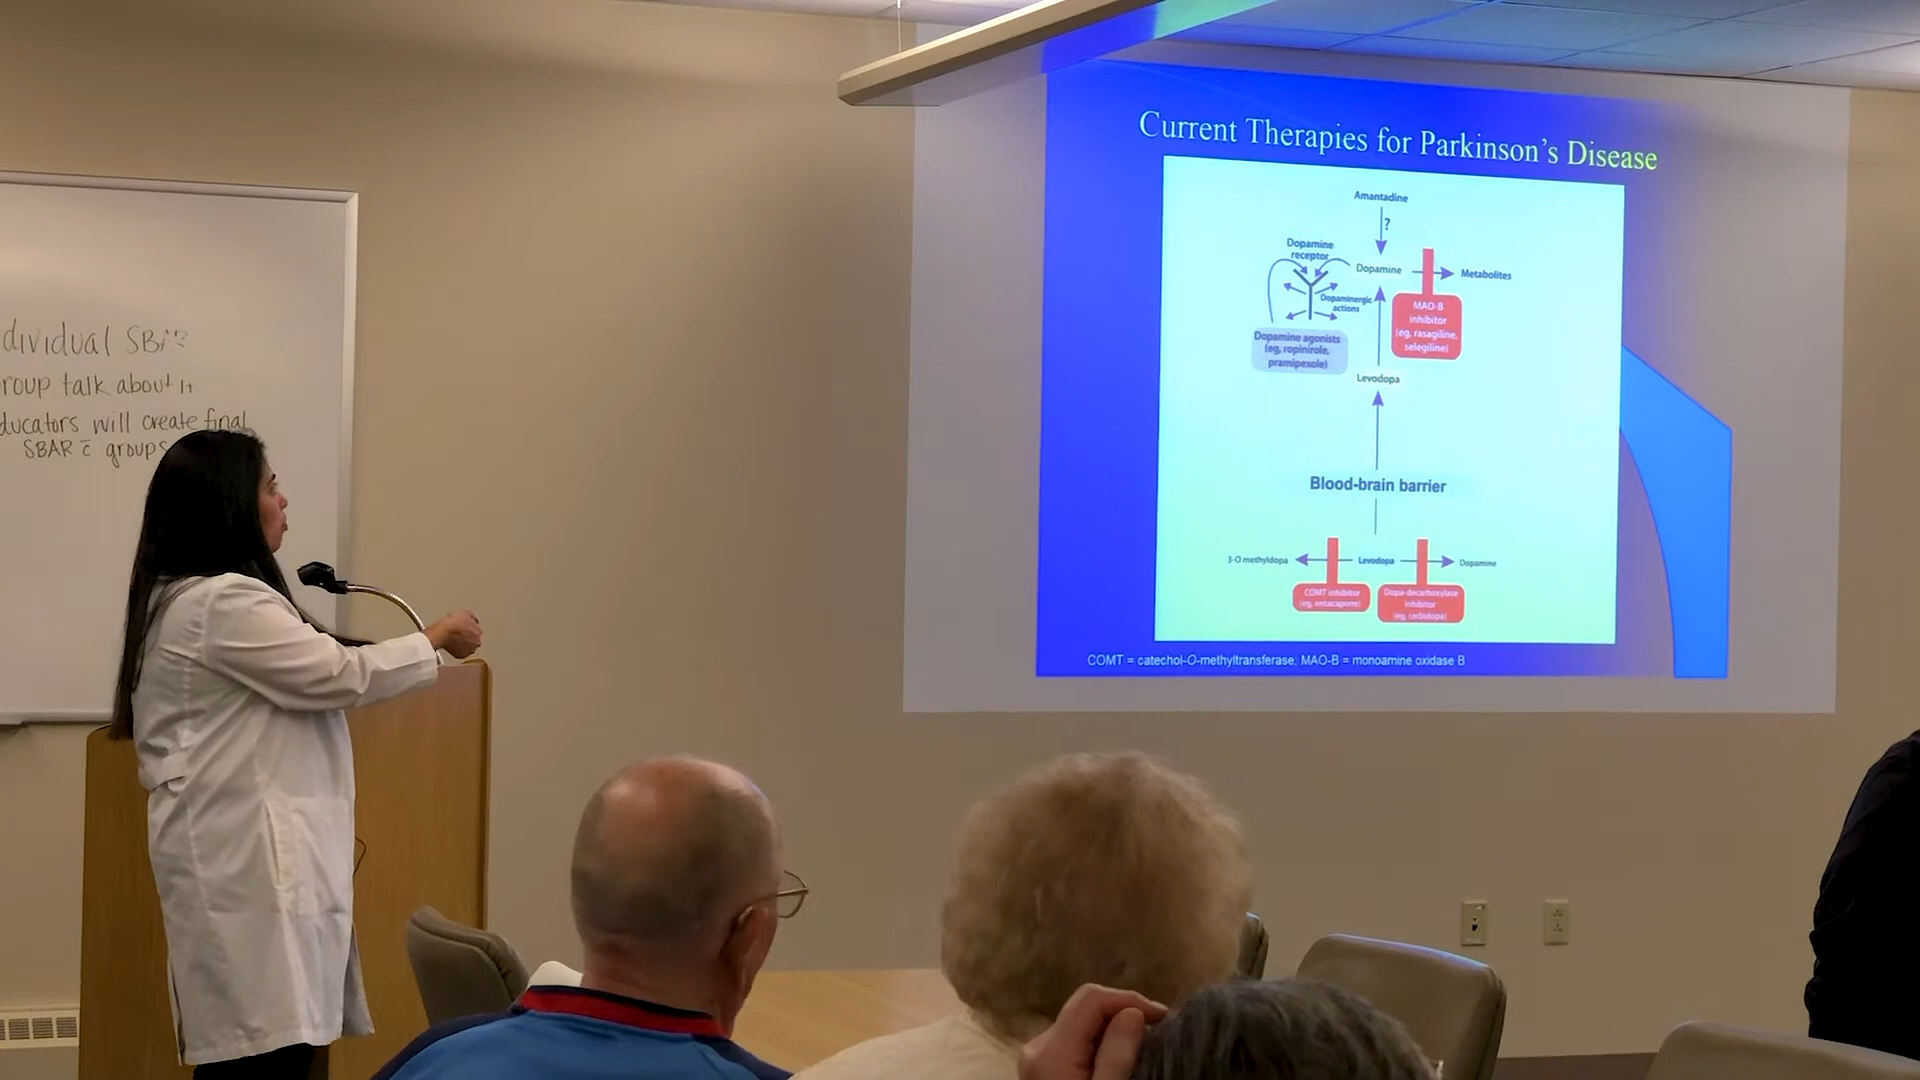 dividual SBAR
roup talk about it
ducators will create final
SBAR c̄ groups
Current Therapies for Parkinson's Disease
Amantadine
?
Dopamine
receptor
Dopamine
Metabolites
Dopaminergic
actions
MAO-B
inhibitor
(eg, rasagiline,
selegiline)
Dopamine agonists
(eg, ropinirole,
pramipexole)
Levodopa
Blood-brain barrier
3-O methyldopa
Levodopa
Dopamine
COMT inhibitor
(eg, entacapone)
Dopa-decarboxylase
inhibitor
(eg, carbidopa)
COMT = catechol-O-methyltransferase; MAO-B = monoamine oxidase B